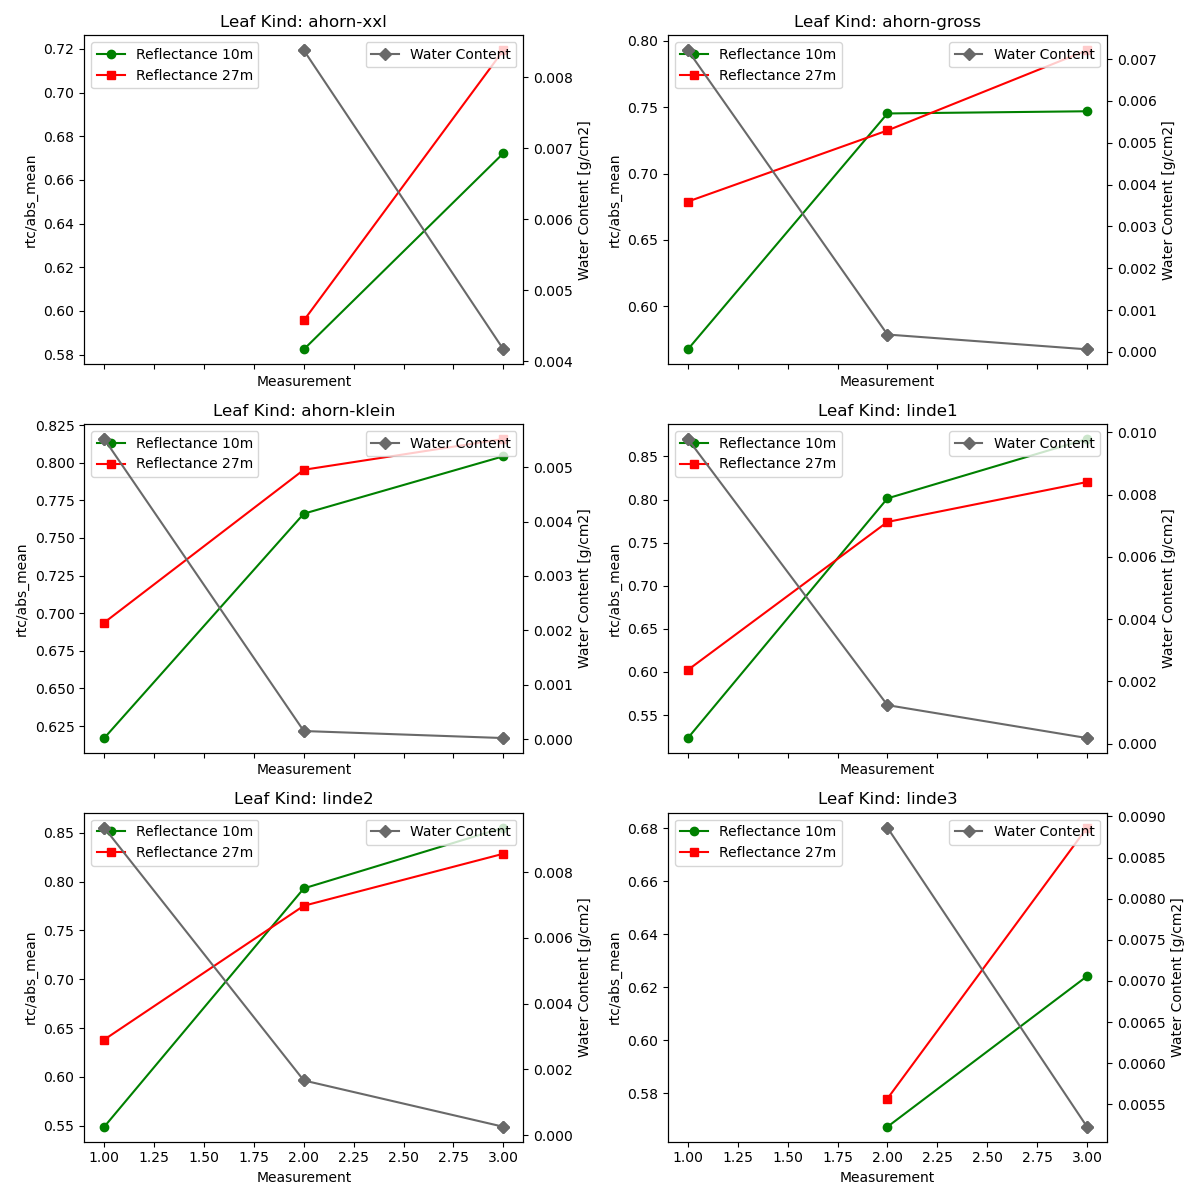 Leaf Kind: ahorn-xxl
Reflectance 10m
Reflectance 27m
Water Content
0.72
0.70
0.68
0.66
0.64
0.62
0.60
0.58
rtc/abs_mean
0.008
0.007
0.006
0.005
0.004
Water Content [g/cm2]
Measurement
Leaf Kind: ahorn-gross
Reflectance 10m
Reflectance 27m
Water Content
0.80
0.75
0.70
0.65
0.60
rtc/abs_mean
0.007
0.006
0.005
0.004
0.003
0.002
0.001
0.000
Water Content [g/cm2]
Measurement
Leaf Kind: ahorn-klein
Reflectance 10m
Reflectance 27m
Water Content
0.825
0.800
0.775
0.750
0.725
0.700
0.675
0.650
0.625
rtc/abs_mean
0.005
0.004
0.003
0.002
0.001
0.000
Water Content [g/cm2]
Measurement
Leaf Kind: linde1
Reflectance 10m
Reflectance 27m
Water Content
0.85
0.80
0.75
0.70
0.65
0.60
0.55
rtc/abs_mean
0.010
0.008
0.006
0.004
0.002
0.000
Water Content [g/cm2]
Measurement
Leaf Kind: linde2
Reflectance 10m
Reflectance 27m
Water Content
0.85
0.80
0.75
0.70
0.65
0.60
0.55
rtc/abs_mean
0.008
0.006
0.004
0.002
0.000
Water Content [g/cm2]
1.00 1.25 1.50 1.75 2.00 2.25 2.50 2.75 3.00
Measurement
Leaf Kind: linde3
Reflectance 10m
Reflectance 27m
Water Content
0.68
0.66
0.64
0.62
0.60
0.58
rtc/abs_mean
0.0090
0.0085
0.0080
0.0075
0.0070
0.0065
0.0060
0.0055
Water Content [g/cm2]
1.00 1.25 1.50 1.75 2.00 2.25 2.50 2.75 3.00
Measurement